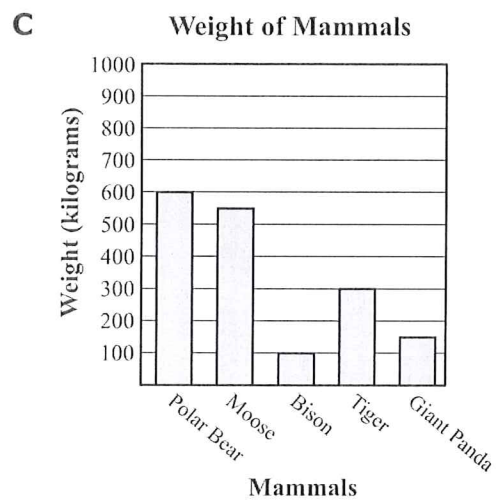 C
Weight of Mammals
Weight (kilograms)
1000
900
800
700
600
500
400
300
200
100
Polar Bear
Moose
Bison
Tiger
Giant Panda
Mammals